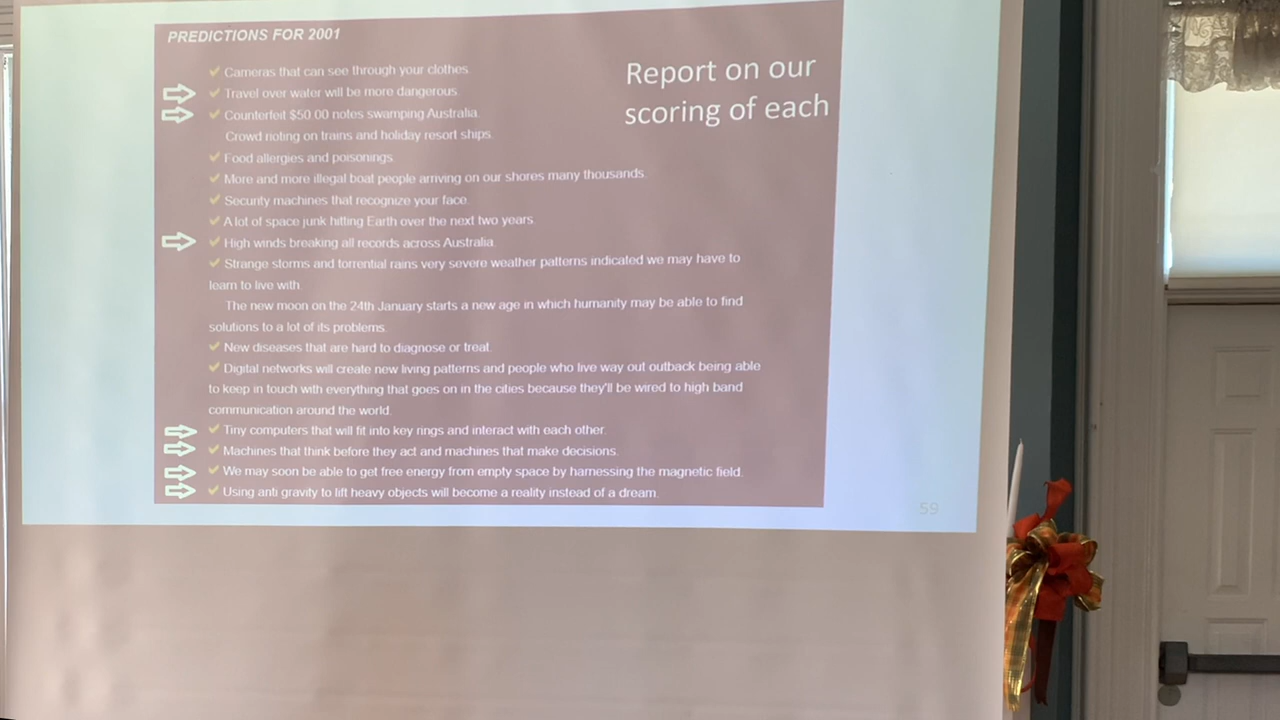 PREDICTIONS FOR 2001
Report on our
scoring of each
✓ Cameras that can see through your clothes.
✓ Travel over water will be more dangerous.
✓ Counterfeit $50.00 notes swamping Australia.
Crowd rioting on trains and holiday resort ships.
✓ Food allergies and poisonings.
✓ More and more illegal boat people arriving on our shores many thousands.
✓ Security machines that recognize your face.
✓ A lot of space junk hitting Earth over the next two years.
✓ High winds breaking all records across Australia.
✓ Strange storms and torrential rains very severe weather patterns indicated we may have to
learn to live with.
The new moon on the 24th January starts a new age in which humanity may be able to find
solutions to a lot of its problems.
✓ New diseases that are hard to diagnose or treat.
✓ Digital networks will create new living patterns and people who live way out outback being able
to keep in touch with everything that goes on in the cities because they'll be wired to high band
communication around the world.
✓ Tiny computers that will fit into key rings and interact with each other.
✓ Machines that think before they act and machines that make decisions.
✓ We may soon be able to get free energy from empty space by harnessing the magnetic field.
✓ Using anti gravity to lift heavy objects will become a reality instead of a dream.
59